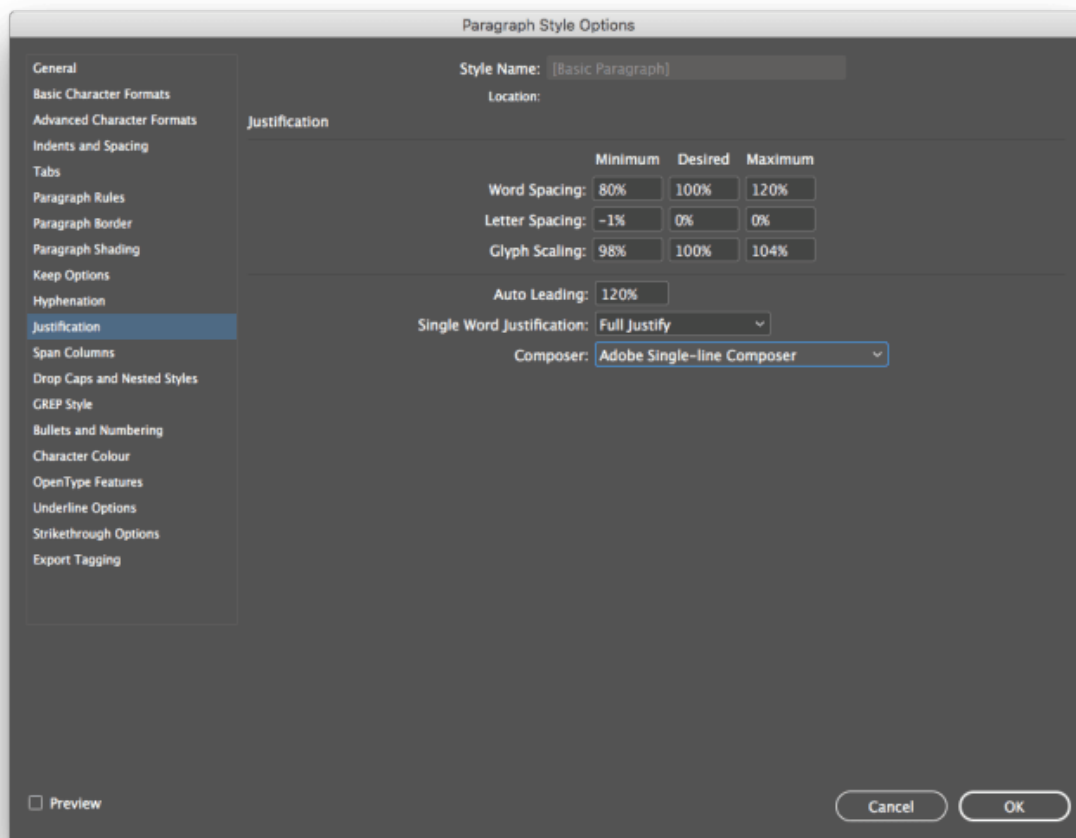 Paragraph Style Options
General
Basic Character Formats
Advanced Character Formats
Indents and Spacing
Tabs
Paragraph Rules
Paragraph Border
Paragraph Shading
Keep Options
Hyphenation
Justification
Span Columns
Drop Caps and Nested Styles
GREP Style
Bullets and Numbering
Character Colour
OpenType Features
Underline Options
Strikethrough Options
Export Tagging
Style Name: [Basic Paragraph]
Location:
Justification
Minimum Desired Maximum
Word Spacing: 80% 100% 120%
Letter Spacing: -1% 0% 0%
Glyph Scaling: 98% 100% 104%
Auto Leading: 120%
Single Word Justification: Full Justify
Composer: Adobe Single-line Composer
Preview
Cancel OK